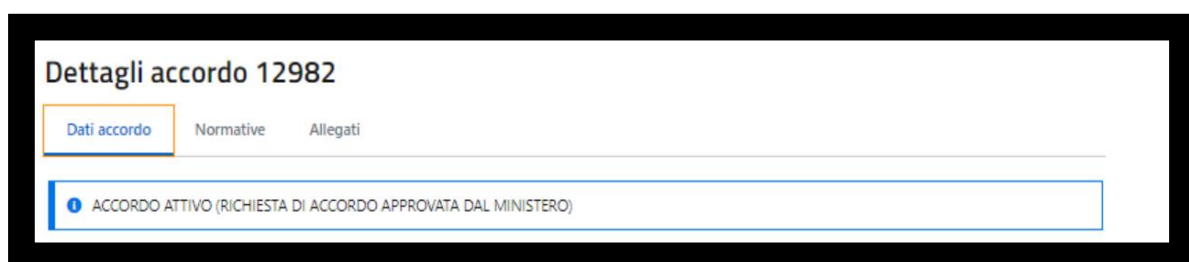 Dettagli accordo 12982
Dati accordo Normative Allegati
ACCORDO ATTIVO (RICHIESTA DI ACCORDO APPROVATA DAL MINISTERO)